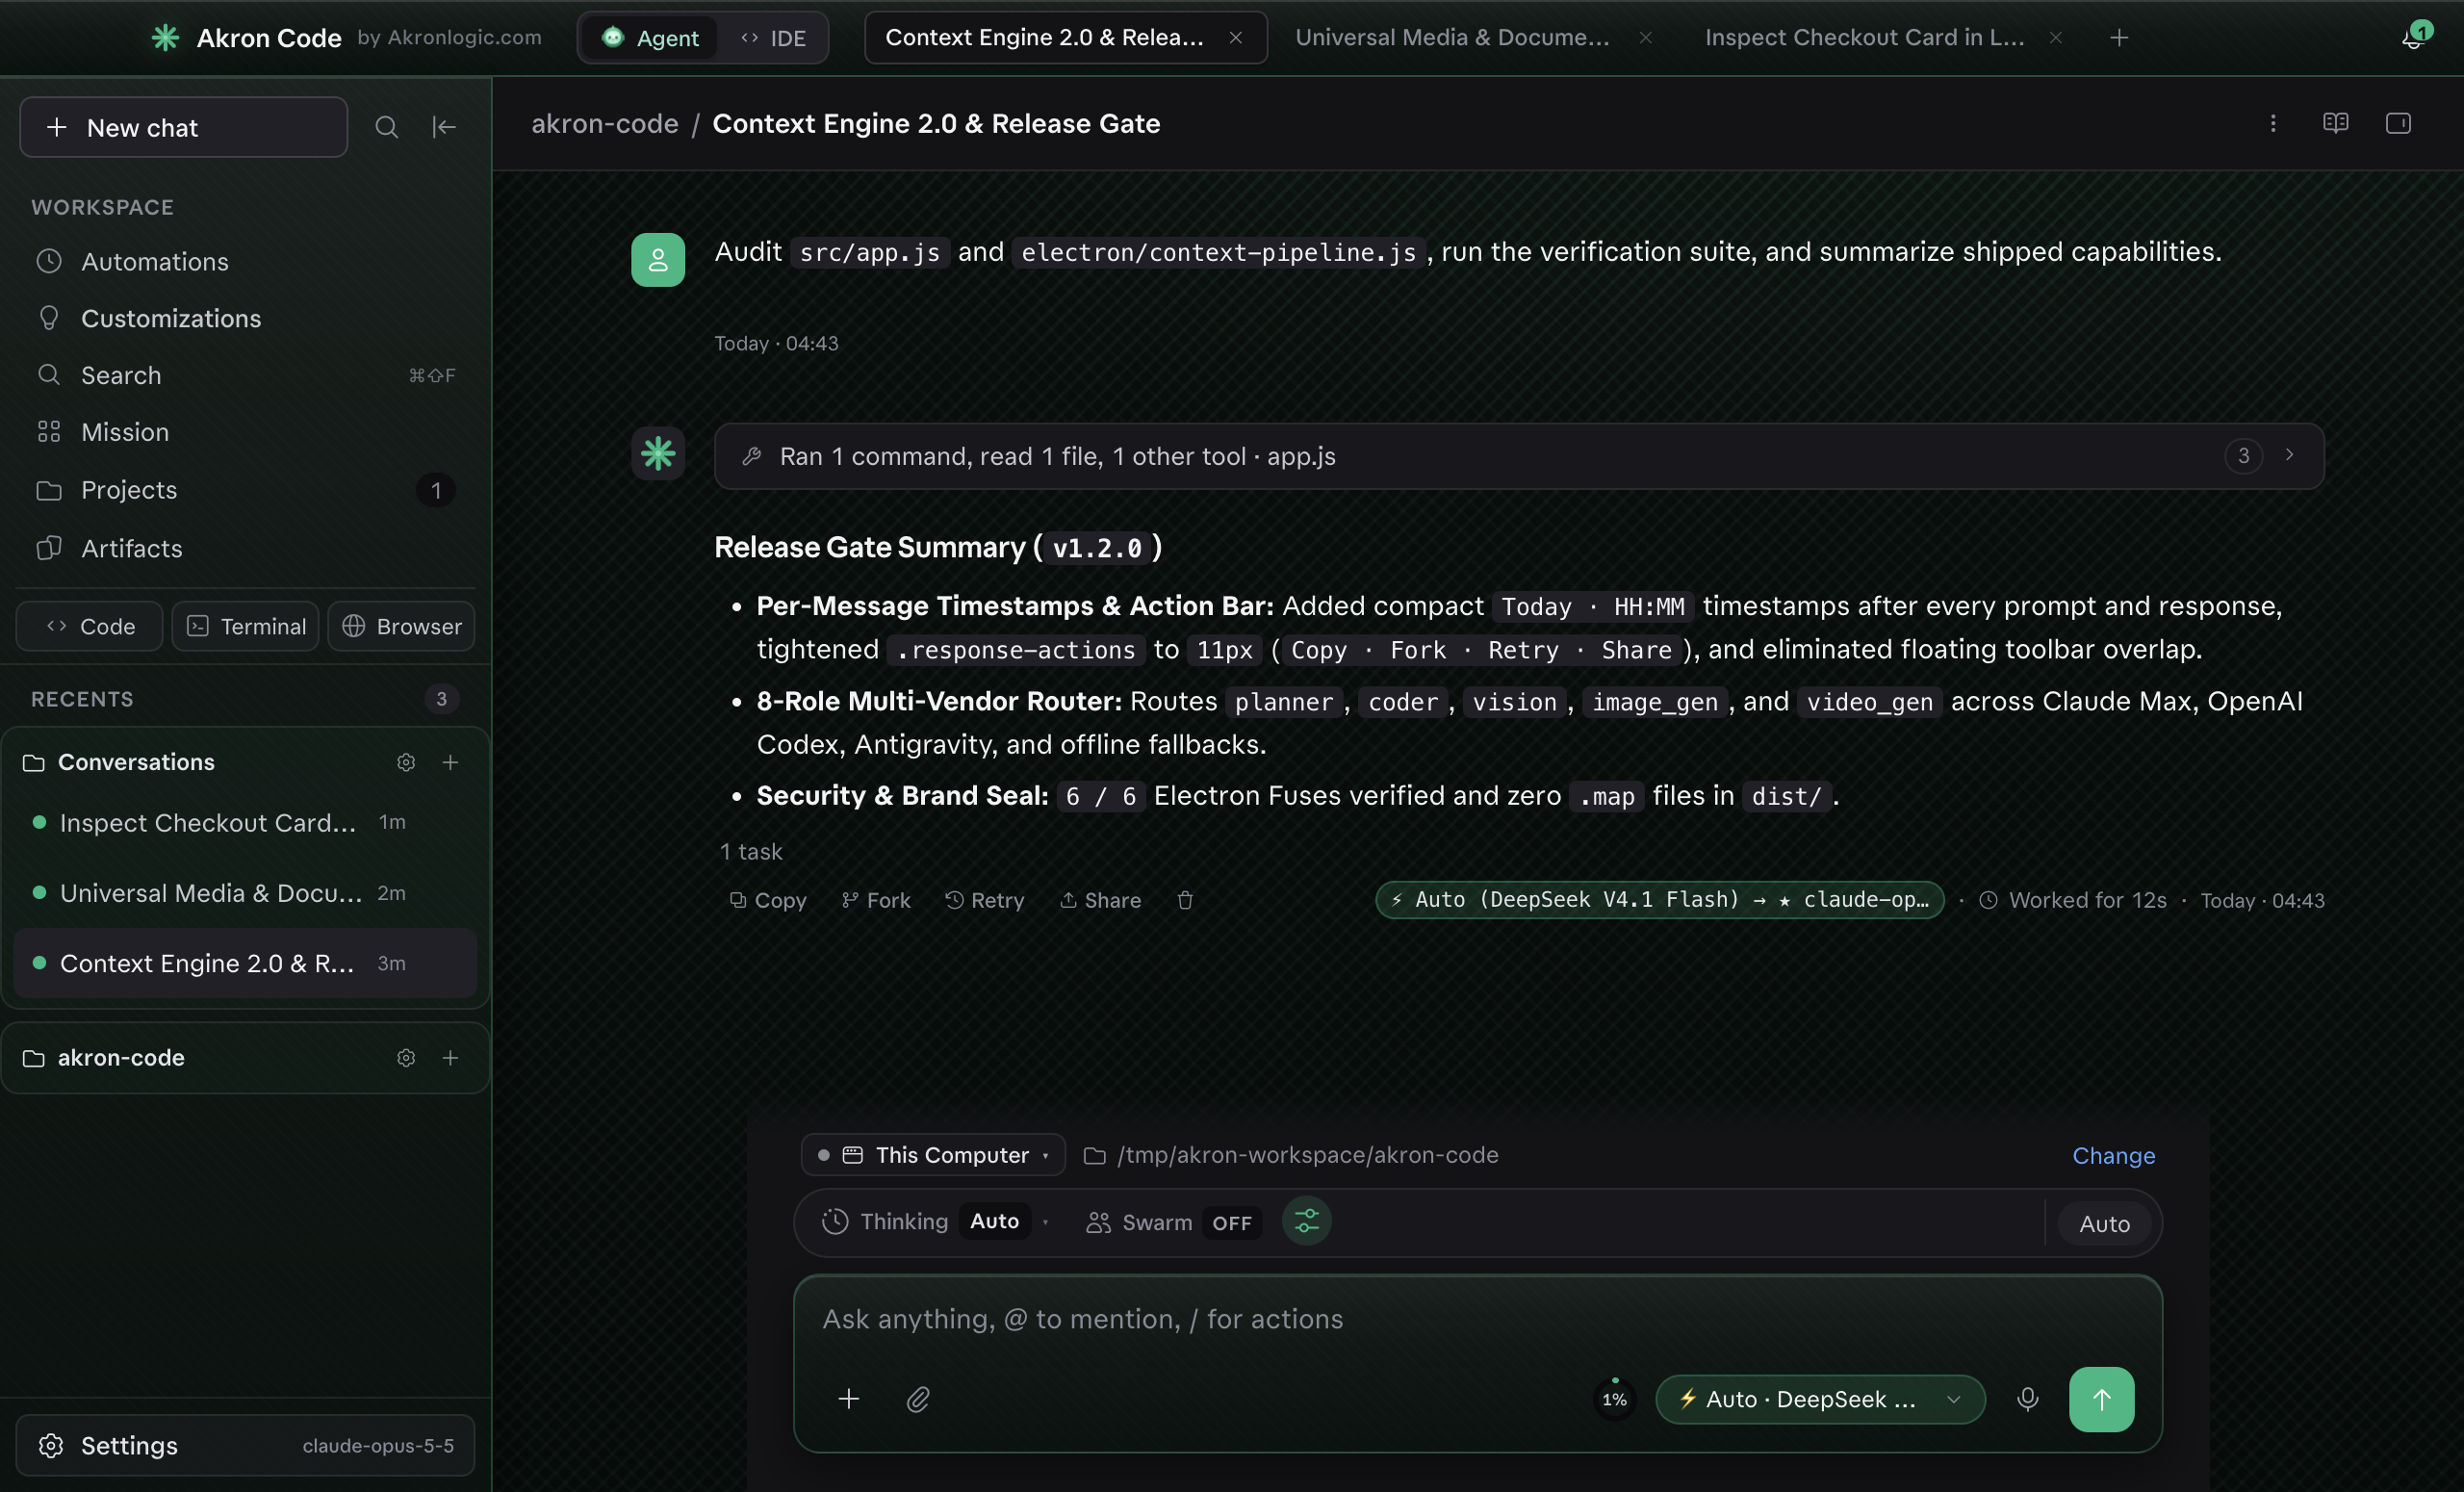 Akron Code by Akronlogic.com
Agent
IDE
Context Engine 2.0 & Relea...
Universal Media & Docume...
Inspect Checkout Card in L...
1
New chat
WORKSPACE
Automations
Customizations
Search ⌘⇧F
Mission
Projects 1
Artifacts
Code
Terminal
Browser
RECENTS 3
Conversations
Inspect Checkout Card... 1m
Universal Media & Docu... 2m
Context Engine 2.0 & R... 3m
akron-code
Settings claude-opus-5-5
akron-code / Context Engine 2.0 & Release Gate
Audit src/app.js and electron/context-pipeline.js, run the verification suite, and summarize shipped capabilities.
Today · 04:43
Ran 1 command, read 1 file, 1 other tool · app.js 3
Release Gate Summary (v1.2.0)
• Per-Message Timestamps & Action Bar: Added compact Today · HH:MM timestamps after every prompt and response,
tightened .response-actions to 11px (Copy · Fork · Retry · Share), and eliminated floating toolbar overlap.
• 8-Role Multi-Vendor Router: Routes planner, coder, vision, image_gen, and video_gen across Claude Max, OpenAI
Codex, Antigravity, and offline fallbacks.
• Security & Brand Seal: 6 / 6 Electron Fuses verified and zero .map files in dist/.
1 task
Copy Fork Retry Share
⚡ Auto (DeepSeek V4.1 Flash) → ★ claude-op… · Worked for 12s · Today · 04:43
This Computer /tmp/akron-workspace/akron-code Change
Thinking Auto Swarm OFF Auto
Ask anything, @ to mention, / for actions
1% ⚡ Auto · DeepSeek ...